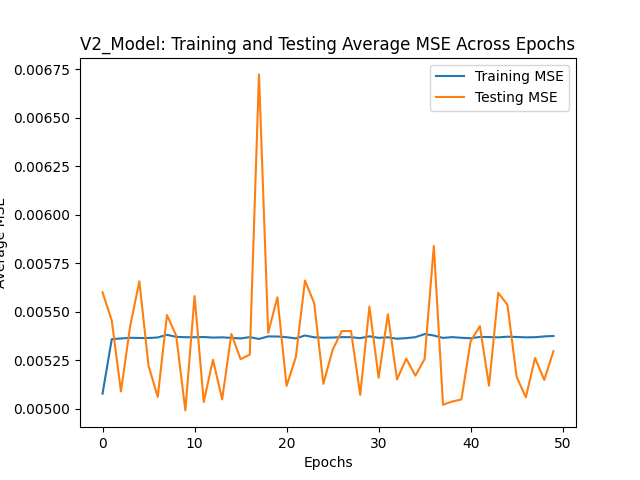 V2_Model: Training and Testing Average MSE Across Epochs
Training MSE
Testing MSE
Average MSE
0.00675
0.00650
0.00625
0.00600
0.00575
0.00550
0.00525
0.00500
0 10 20 30 40 50
Epochs